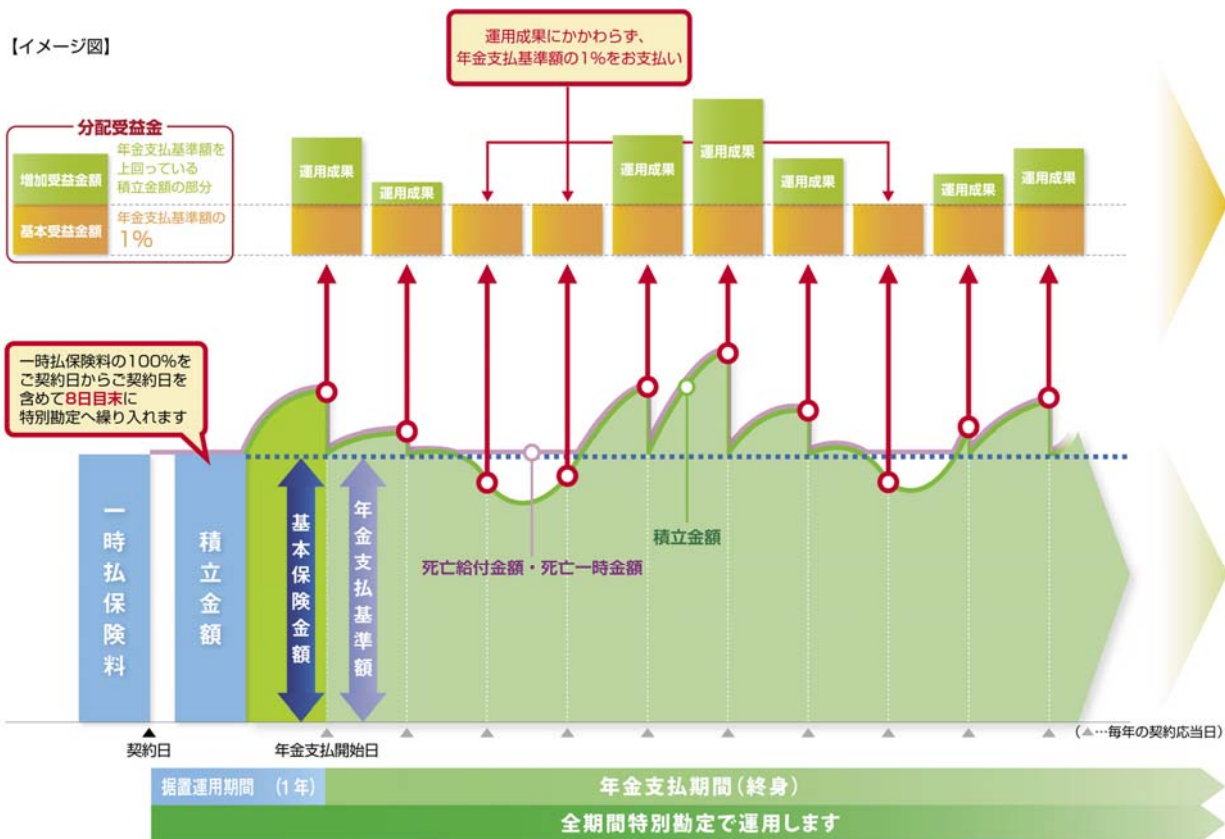 【イメージ図】
運用成果にかかわらず、
年金支払基準額の1%をお支払い
分配受益金
増加受益金額
年金支払基準額を
上回っている
積立金額の部分
基本受益金額
年金支払基準額の
1%
運用成果
運用成果
運用成果
運用成果
運用成果
運用成果
運用成果
一時払保険料の100%を
ご契約日からご契約日を
含めて8日目末に
特別勘定へ繰り入れます
一時払保険料
積立金額
基本保険金額
年金支払基準額
死亡給付金額・死亡一時金額
積立金額
契約日
年金支払開始日
(▲…毎年の契約応当日)
据置運用期間 (1年)
年金支払期間(終身)
全期間特別勘定で運用します